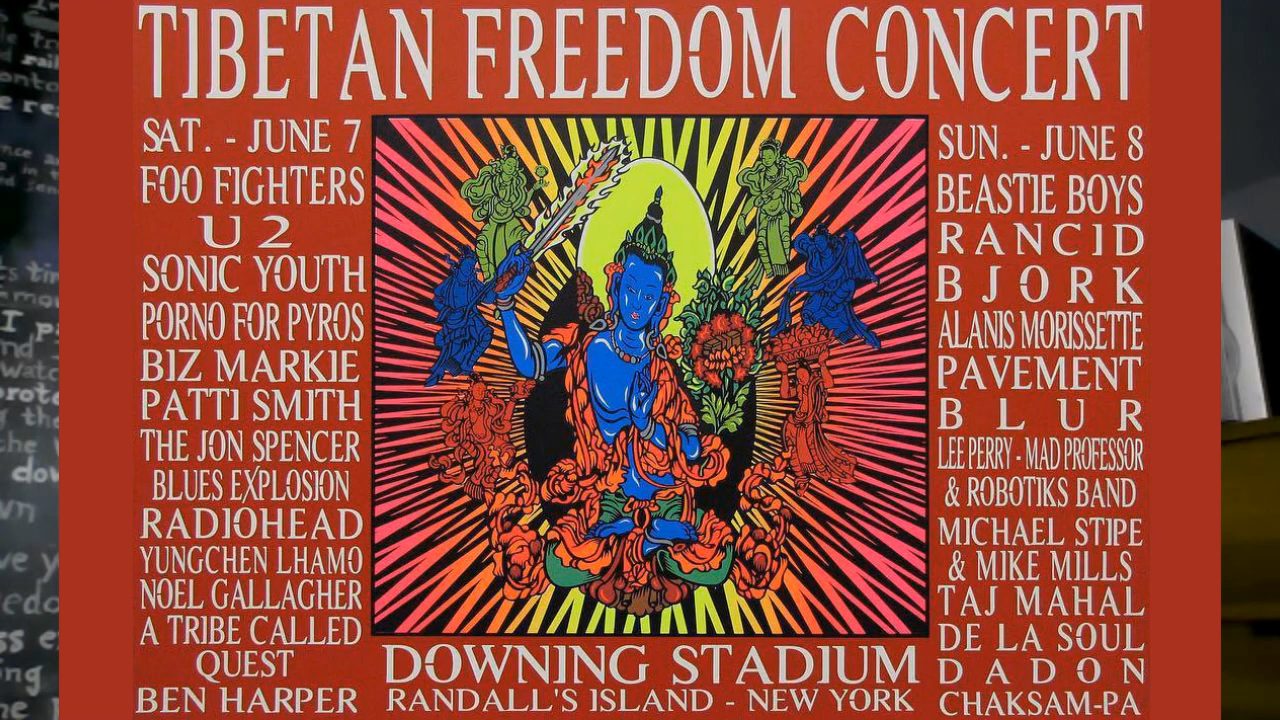 TIBETAN FREEDOM CONCERT
SAT. - JUNE 7
FOO FIGHTERS
U2
SONIC YOUTH
PORNO FOR PYROS
BIZ MARKIE
PATTI SMITH
THE JON SPENCER
BLUES EXPLOSION
RADIOHEAD
YUNGCHEN LHAMO
NOEL GALLAGHER
A TRIBE CALLED
QUEST
BEN HARPER
SUN. - JUNE 8
BEASTIE BOYS
RANCID
BJORK
ALANIS MORISSETTE
PAVEMENT
BLUR
LEE PERRY - MAD PROFESSOR
& ROBOTIKS BAND
MICHAEL STIPE
& MIKE MILLS
TAJ MAHAL
DE LA SOUL
DADON
CHAKSAM-PA
DOWNING STADIUM
RANDALL'S ISLAND - NEW YORK